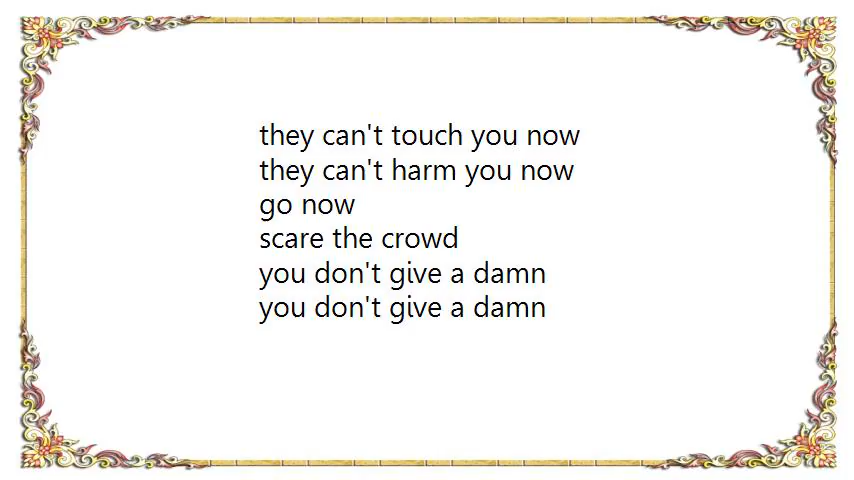 they can't touch you now
they can't harm you now
go now
scare the crowd
you don't give a damn
you don't give a damn